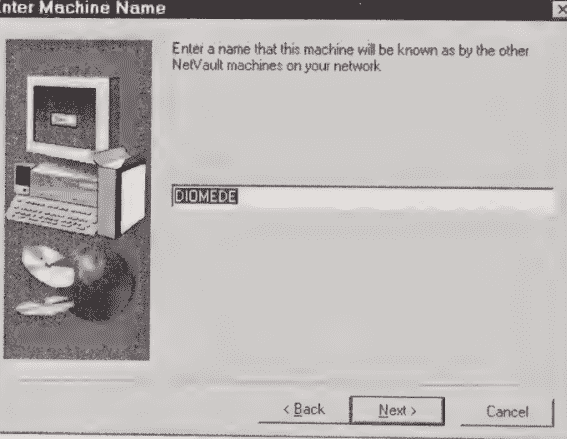 Enter Machine Name
Enter a name that this machine will be known as by the other
NetVault machines on your network
DIOMEDE
< Back
Next >
Cancel